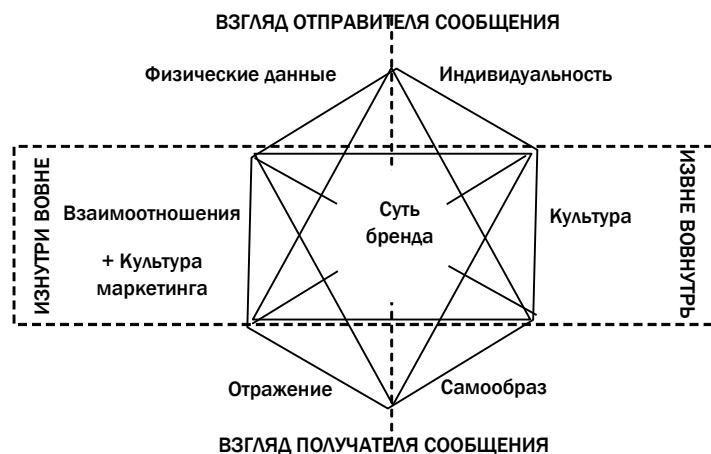 ВЗГЛЯД ОТПРАВИТЕЛЯ СООБЩЕНИЯ
Физические данные
Индивидуальность
ИЗНУТРИ ВОВНЕ
Взаимоотношения
+ Культура
маркетинга
Суть
бренда
Культура
ИЗВНЕ ВОВНУТРЬ
Отражение
Самообраз
ВЗГЛЯД ПОЛУЧАТЕЛЯ СООБЩЕНИЯ